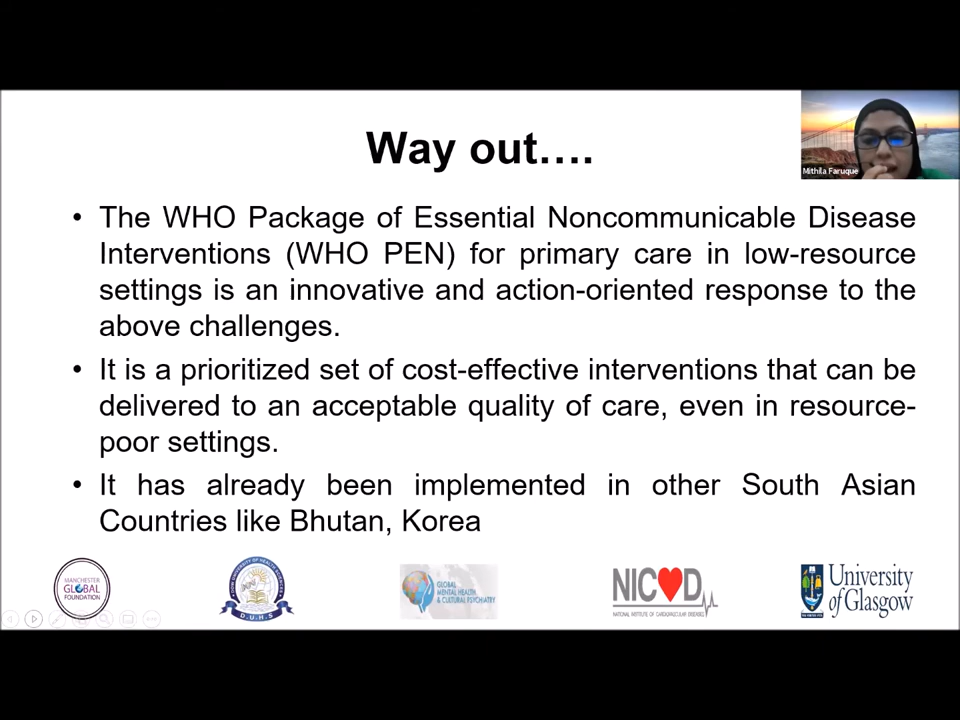 Way out….
Mithila Faruque
• The WHO Package of Essential Noncommunicable Disease
Interventions (WHO PEN) for primary care in low-resource
settings is an innovative and action-oriented response to the
above challenges.
• It is a prioritized set of cost-effective interventions that can be
delivered to an acceptable quality of care, even in resource-
poor settings.
• It has already been implemented in other South Asian
Countries like Bhutan, Korea
MANCHESTER
GLOBAL
FOUNDATION
D.U.H.S
GLOBAL
MENTAL HEALTH
& CULTURAL PSYCHIATRY
NICVD
NATIONAL INSTITUTE OF CARDIOVASCULAR DISEASES
University
of Glasgow